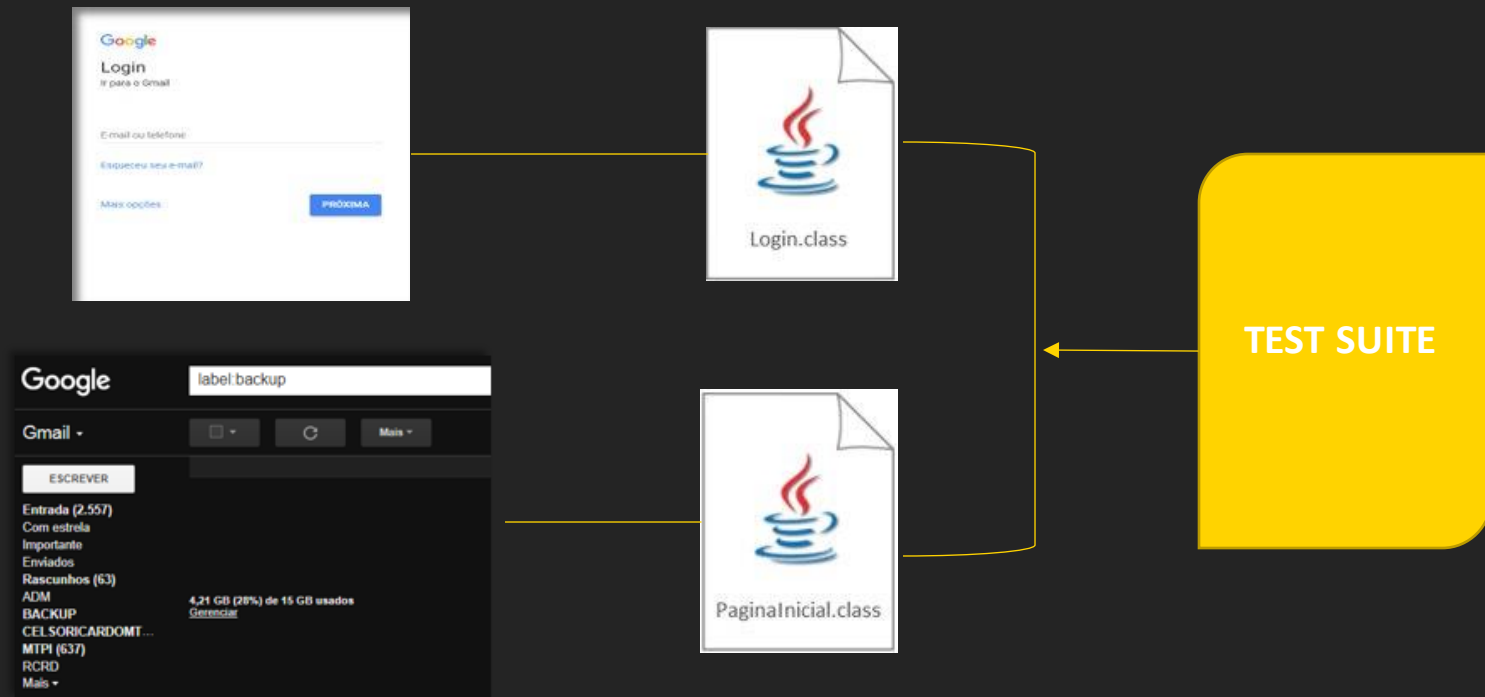 Google
Login
Ir para o Gmail
E-mail ou telefone
Esqueceu seu e-mail?
Mais opções
PRÓXIMA
Login.class
TEST SUITE
Google
label:backup
Gmail
Mais
ESCREVER
Entrada (2.557)
Com estrela
Importante
Enviados
Rascunhos (63)
ADM
BACKUP
CELSORICARDOMT...
MTPI (637)
RCRD
Mais
4,21 GB (28%) de 15 GB usados
Gerenciar
PaginaInicial.class